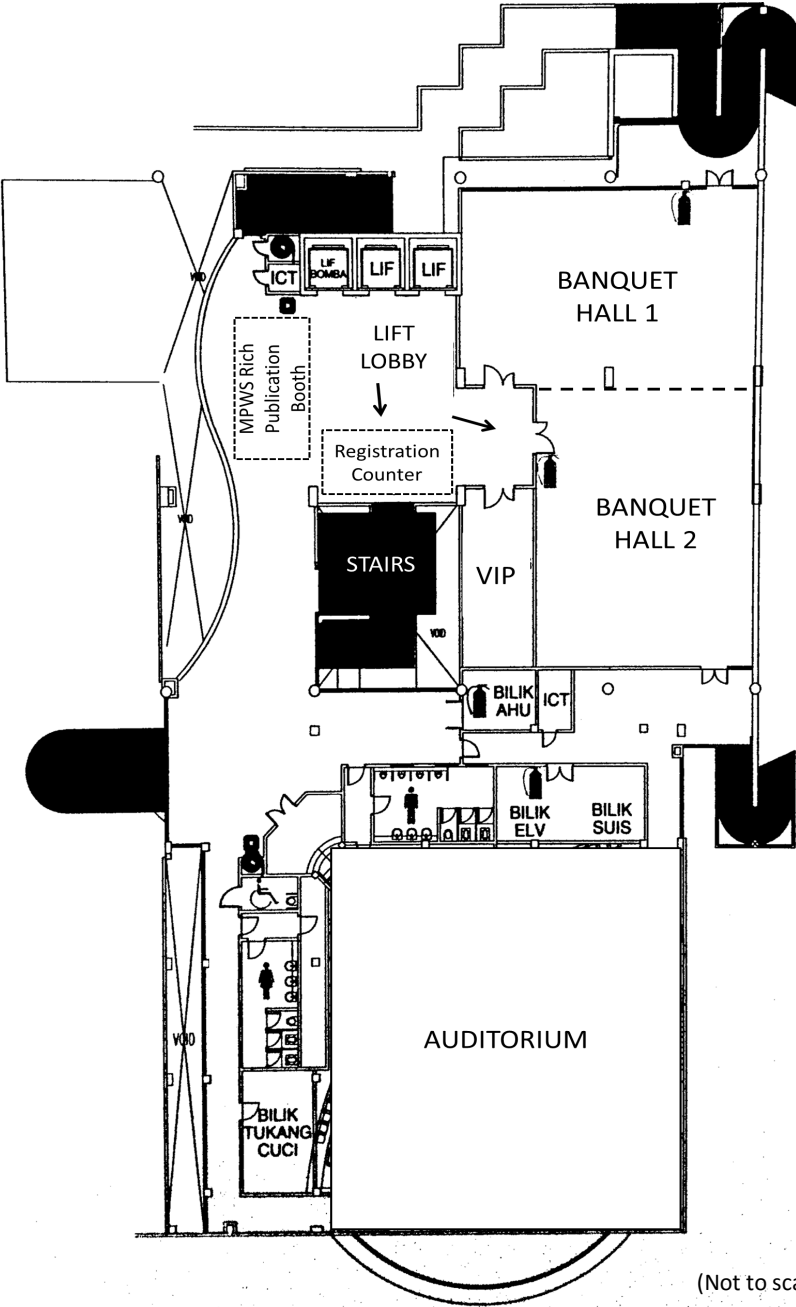 VOID
ICT
LIF
BOMBA
LIF
LIF
BANQUET
HALL 1
LIFT
LOBBY
MPWS Rich
Publication
Booth
Registration
Counter
BANQUET
HALL 2
VOID
STAIRS
VIP
VOID
BILIK
AHU
ICT
BILIK
ELV
BILIK
SUIS
AUDITORIUM
VOID
BILIK
TUKANG
CUCI
(Not to sca